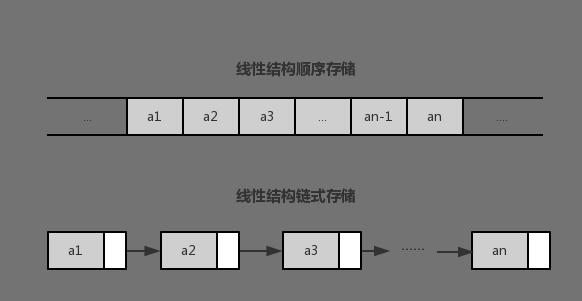 线性结构顺序存储
... a1 a2 a3 ... an-1 an ....
线性结构链式存储
a1 a2 a3 ...... an